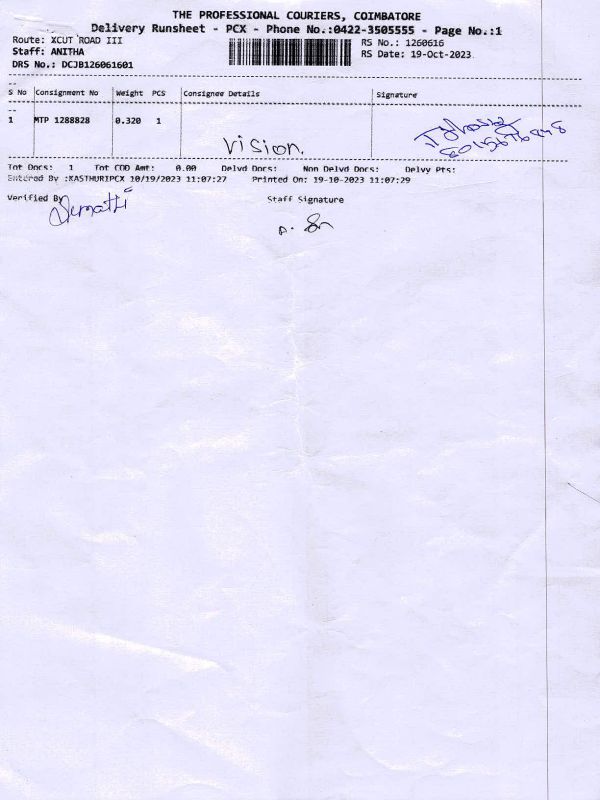 THE PROFESSIONAL COURIERS, COIMBATORE
Delivery Runsheet - PCX - Phone No.:0422-3505555 - Page No.:1
Route: XCUT ROAD III
RS No.: 1260616
Staff: ANITHA
RS Date: 19-Oct-2023
DRS No.: DCJB126061601
S No Consignment No Weight PCS Consignee Details Signature
1 MTP 1288828 0.320 1
Vision.
Tot Docs: 1 Tot COD Amt: 0.00 Delvd Docs: Non Delvd Docs: Delvy Pts:
Entered By :KASTHURIPCX 10/19/2023 11:07:27 Printed On: 19-10-2023 11:07:29
Verified By Staff Signature